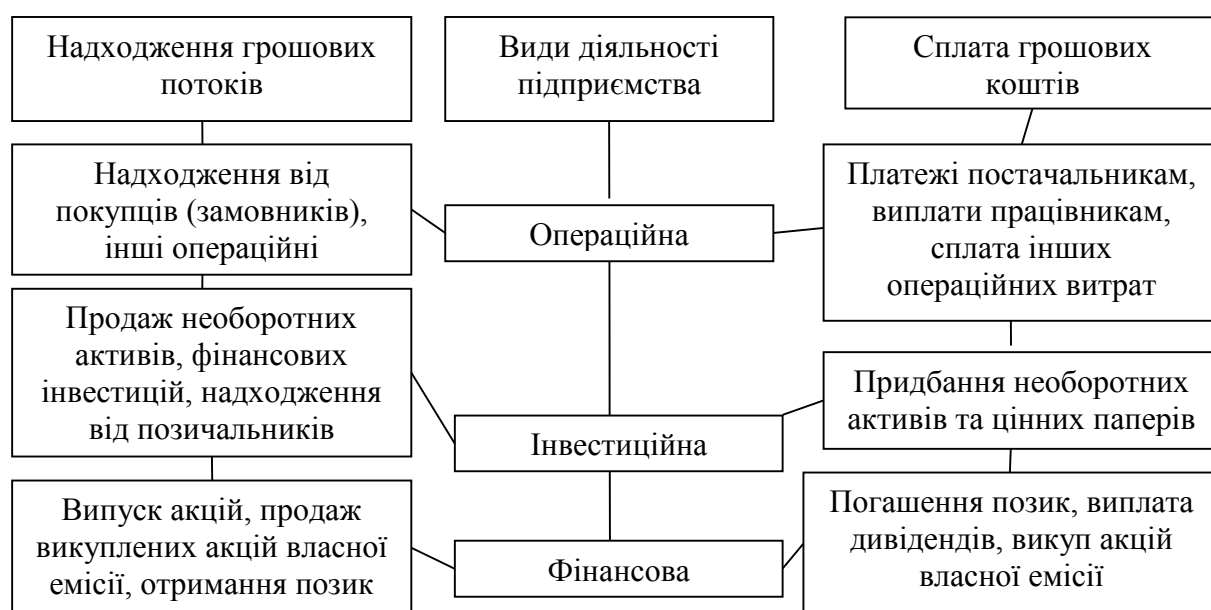 Надходження грошових
потоків
Види діяльності
підприємства
Сплата грошових
коштів
Надходження від
покупців (замовників),
інші операційні
Операційна
Платежі постачальникам,
виплати працівникам,
сплата інших
операційних витрат
Продаж необоротних
активів, фінансових
інвестицій, надходження
від позичальників
Інвестиційна
Придбання необоротних
активів та цінних паперів
Випуск акцій, продаж
викуплених акцій власної
емісії, отримання позик
Фінансова
Погашення позик, виплата
дивідендів, викуп акцій
власної емісії